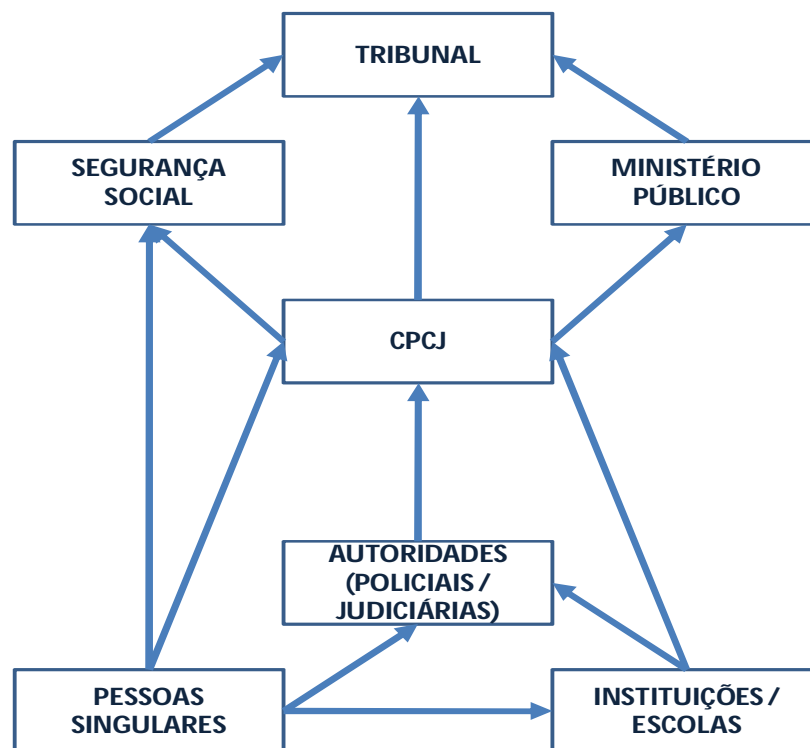 TRIBUNAL
SEGURANÇA
SOCIAL
MINISTÉRIO
PÚBLICO
CPCJ
AUTORIDADES
(POLICIAIS /
JUDICIÁRIAS)
PESSOAS
SINGULARES
INSTITUIÇÕES /
ESCOLAS